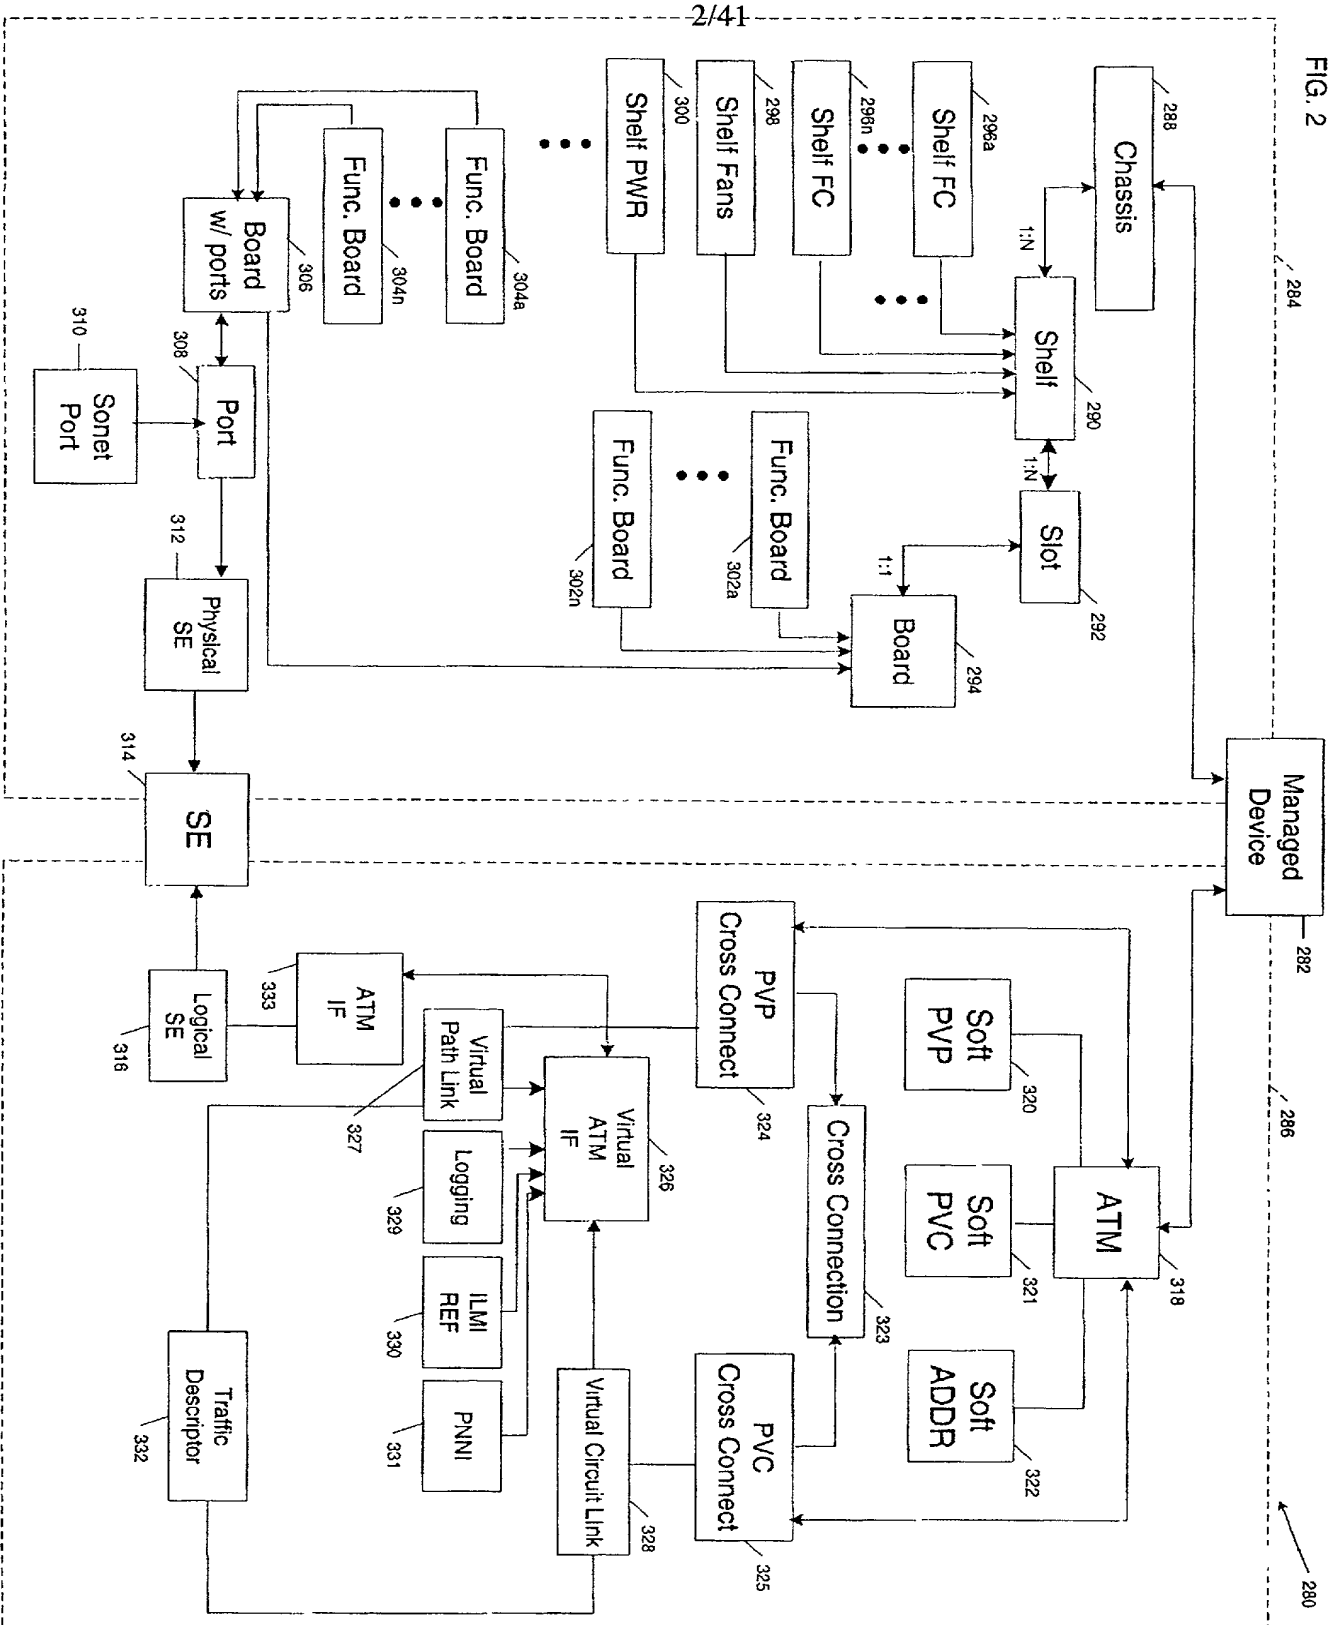 2/41
FIG. 2
280
282
Managed
Device
284
286
288
Chassis
1:N
Shelf
290
1:N
Slot
292
1:1
Board
294
296a
Shelf FC
296n
Shelf FC
298
Shelf Fans
300
Shelf PWR
Func. Board
302a
Func. Board
302n
Func. Board
304a
Func. Board
304n
Board
w/ ports
306
308
Port
310
Sonet
Port
312
Physical
SE
314
SE
Logical
SE
316
ATM
318
Soft
PVP
320
Soft
PVC
321
Soft
ADDR
322
Cross Connection
323
PVP
Cross Connect
324
PVC
Cross Connect
325
Virtual
ATM
IF
326
Virtual
Path Link
327
Virtual Circuit LInk
328
Logging
329
ILMI
REF
330
PNNI
331
Traffic
Descriptor
332
ATM
IF
333